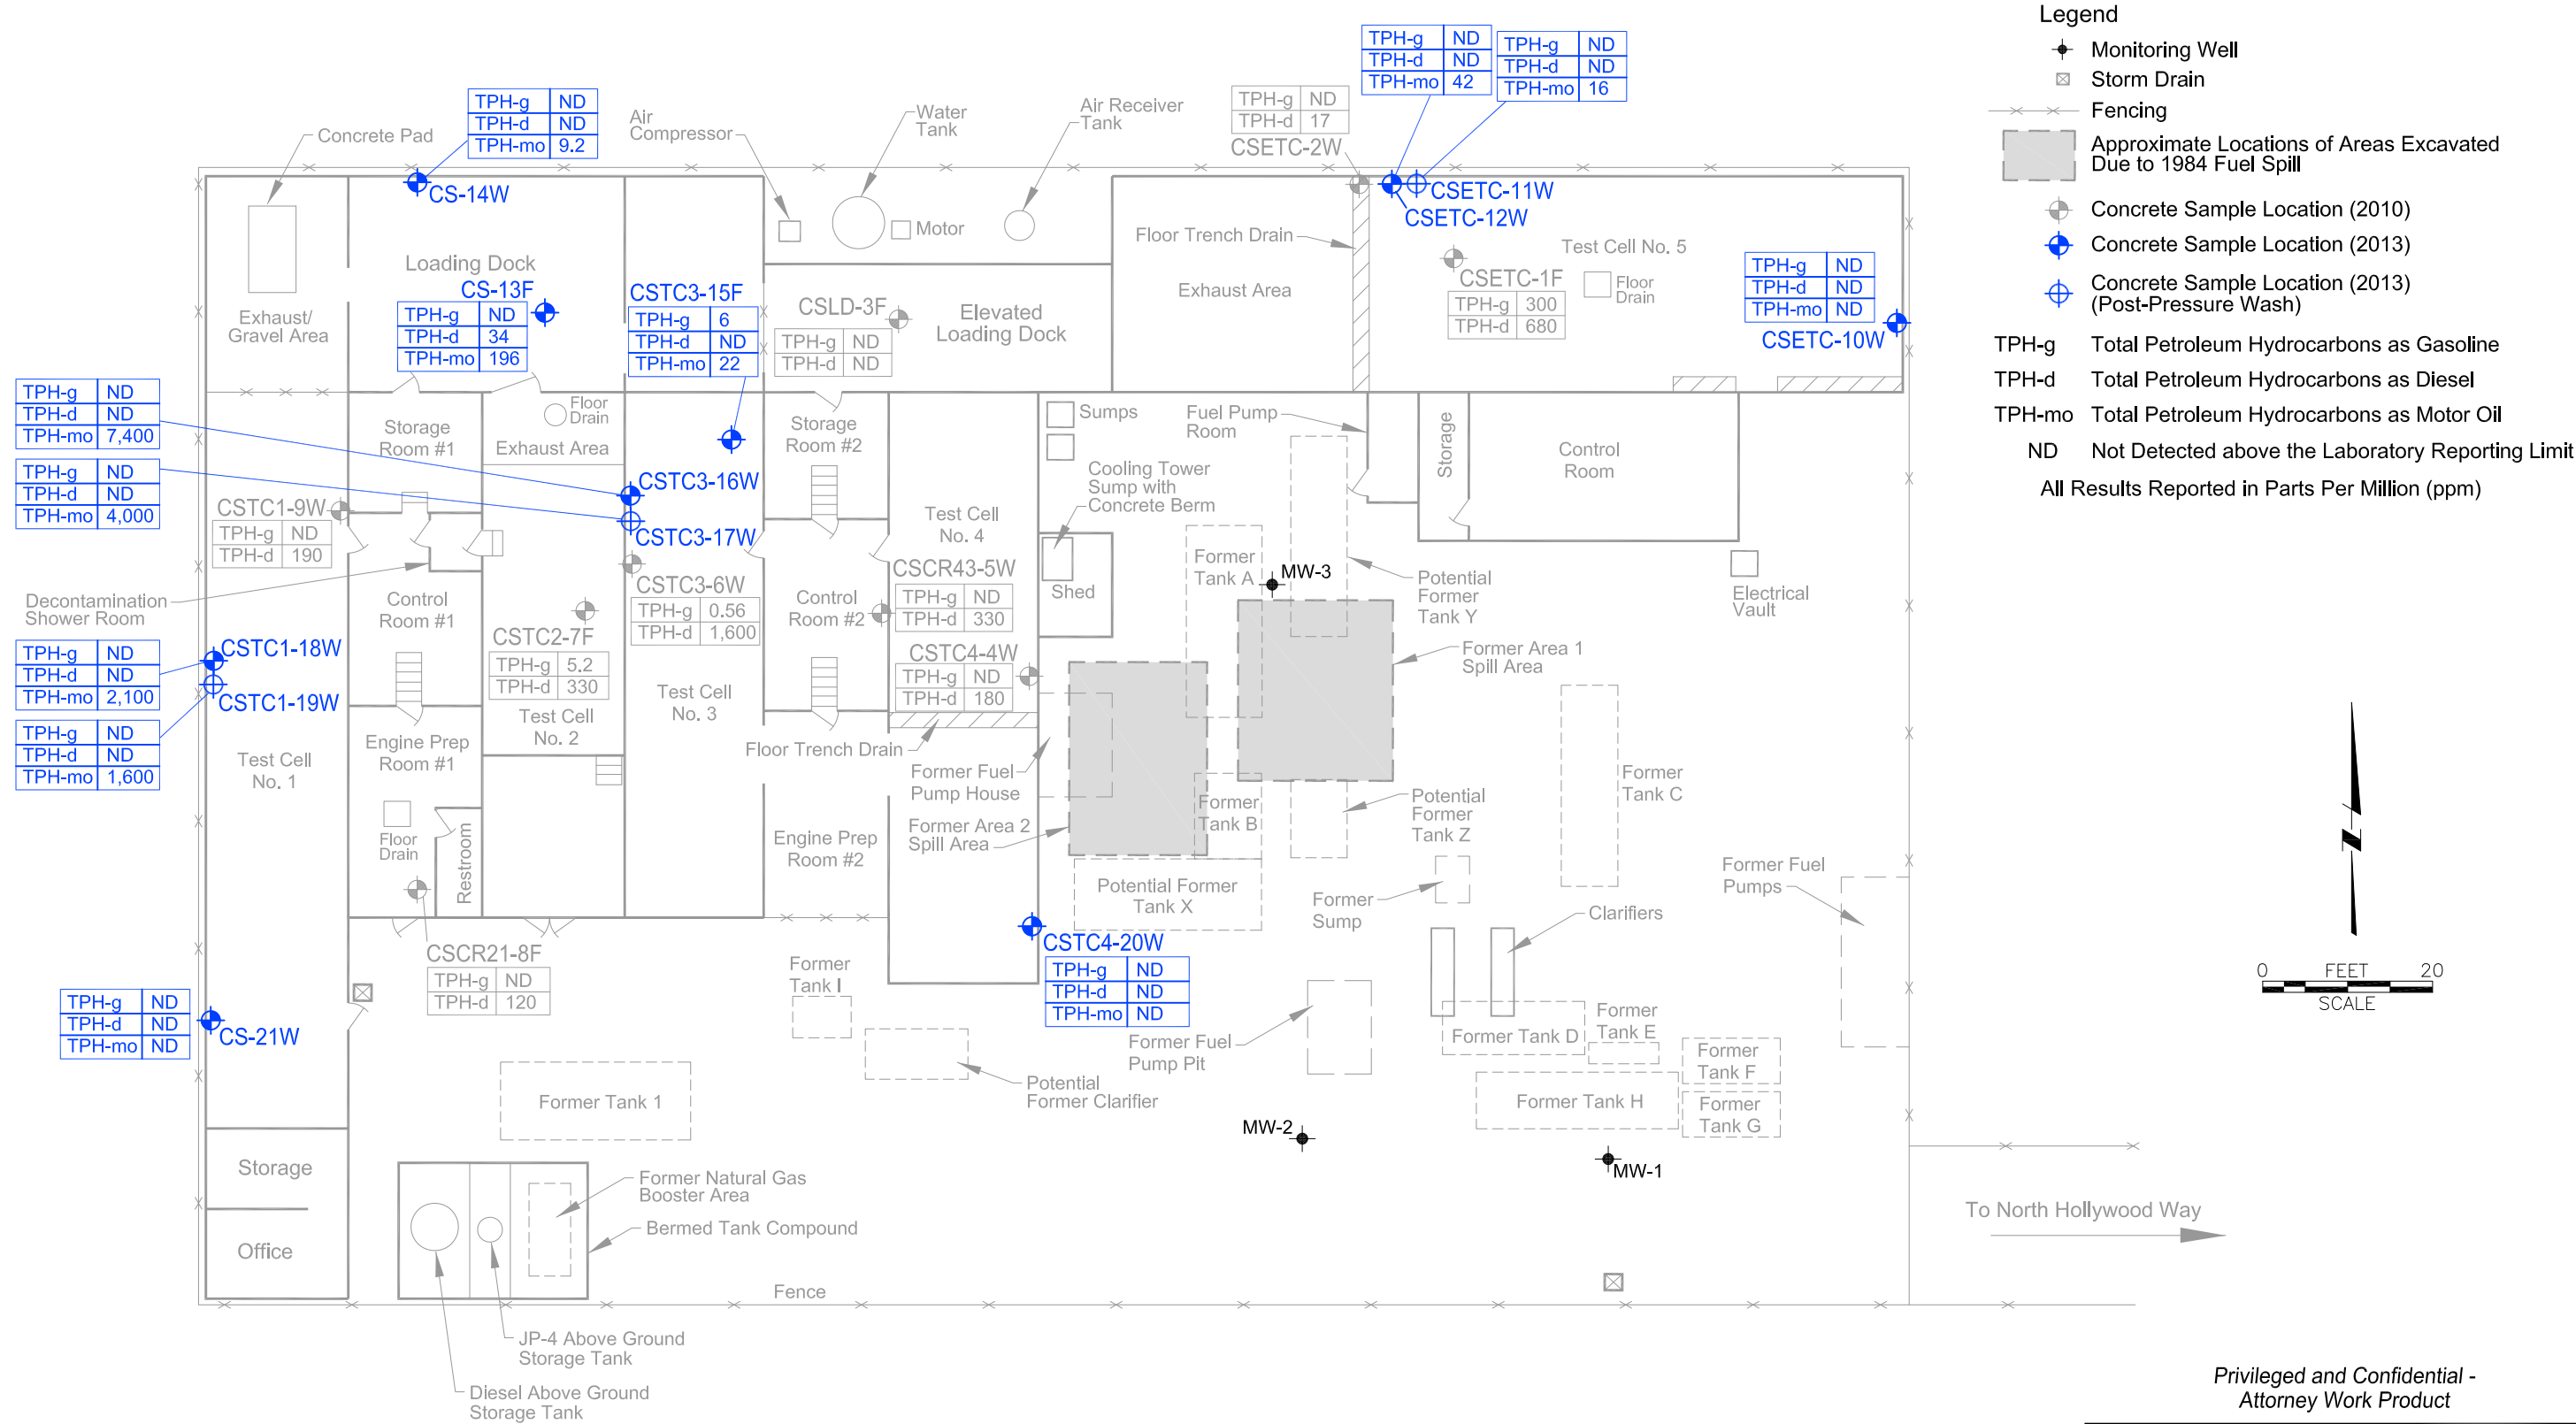 Legend
Monitoring Well
Storm Drain
Fencing
Approximate Locations of Areas Excavated
Due to 1984 Fuel Spill
Concrete Sample Location (2010)
Concrete Sample Location (2013)
Concrete Sample Location (2013)
(Post-Pressure Wash)
TPH-g Total Petroleum Hydrocarbons as Gasoline
TPH-d Total Petroleum Hydrocarbons as Diesel
TPH-mo Total Petroleum Hydrocarbons as Motor Oil
ND Not Detected above the Laboratory Reporting Limit
All Results Reported in Parts Per Million (ppm)
TPH-g ND
TPH-d ND
TPH-mo 42
TPH-g ND
TPH-d ND
TPH-mo 16
TPH-g ND
TPH-d 17
CSETC-2W
CSETC-11W
CSETC-12W
TPH-g ND
TPH-d ND
TPH-mo 9.2
CS-14W
Concrete Pad
Air
Compressor
Water
Tank
Air Receiver
Tank
Motor
Floor Trench Drain
Test Cell No. 5
Exhaust Area
CSETC-1F
TPH-g 300
TPH-d 680
Floor
Drain
TPH-g ND
TPH-d ND
TPH-mo ND
CSETC-10W
Loading Dock
CS-13F
TPH-g ND
TPH-d 34
TPH-mo 196
Exhaust/
Gravel Area
CSTC3-15F
TPH-g 6
TPH-d ND
TPH-mo 22
CSLD-3F
TPH-g ND
TPH-d ND
Elevated
Loading Dock
TPH-g ND
TPH-d ND
TPH-mo 7,400
TPH-g ND
TPH-d ND
TPH-mo 4,000
Storage
Room #1
Floor
Drain
Exhaust Area
Storage
Room #2
Sumps
Fuel Pump
Room
Storage
Control
Room
CSTC3-16W
CSTC3-17W
CSTC1-9W
TPH-g ND
TPH-d 190
Cooling Tower
Sump with
Concrete Berm
Test Cell
No. 4
Shed
Former
Tank A
MW-3
Potential
Former
Tank Y
Electrical
Vault
Decontamination
Shower Room
Control
Room #1
CSTC3-6W
TPH-g 0.56
TPH-d 1,600
Control
Room #2
CSCR43-5W
TPH-g ND
TPH-d 330
CSTC2-7F
TPH-g 5.2
TPH-d 330
Test Cell
No. 2
CSTC4-4W
TPH-g ND
TPH-d 180
Former Area 1
Spill Area
TPH-g ND
TPH-d ND
TPH-mo 2,100
CSTC1-18W
CSTC1-19W
TPH-g ND
TPH-d ND
TPH-mo 1,600
Test Cell
No. 1
Engine Prep
Room #1
Test Cell
No. 3
Floor Trench Drain
Former Fuel
Pump House
Former Area 2
Spill Area
Former
Tank B
Potential
Former
Tank Z
Former
Tank C
Floor
Drain
Restroom
Engine Prep
Room #2
Potential Former
Tank X
Former
Sump
Clarifiers
Former Fuel
Pumps
CSCR21-8F
TPH-g ND
TPH-d 120
CSTC4-20W
TPH-g ND
TPH-d ND
TPH-mo ND
TPH-g ND
TPH-d ND
TPH-mo ND
CS-21W
Former
Tank I
Former Fuel
Pump Pit
Former Tank D
Former
Tank E
Former
Tank F
Former Tank H
Former
Tank G
Potential
Former Clarifier
Former Tank 1
MW-2
MW-1
N
0 FEET 20
SCALE
Storage
Office
Former Natural Gas
Booster Area
Bermed Tank Compound
To North Hollywood Way
Fence
JP-4 Above Ground
Storage Tank
Diesel Above Ground
Storage Tank
Privileged and Confidential -
Attorney Work Product